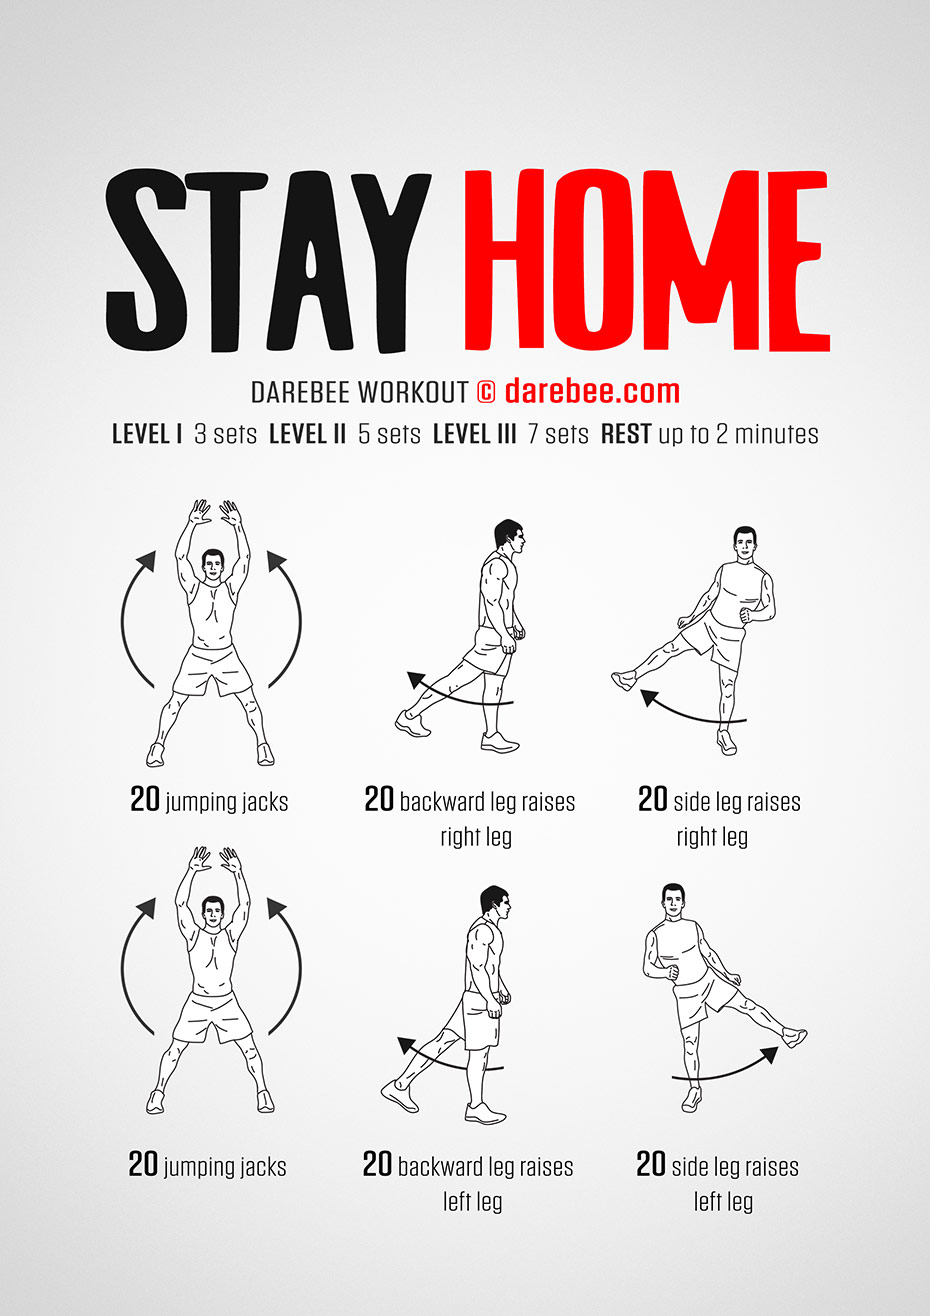 STAY HOME
DAREBEE WORKOUT © darebee.com
LEVEL I 3 sets LEVEL II 5 sets LEVEL III 7 sets REST up to 2 minutes
20 jumping jacks
20 backward leg raises
right leg
20 side leg raises
right leg
20 jumping jacks
20 backward leg raises
left leg
20 side leg raises
left leg